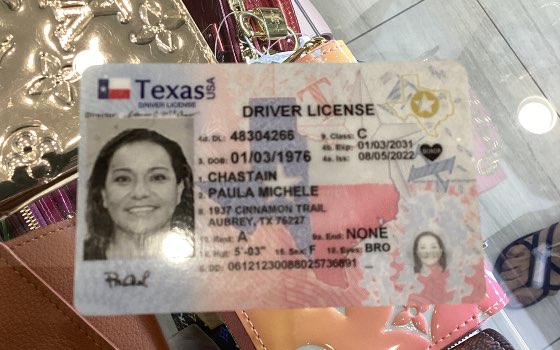 Texas USA
DRIVER LICENSE
Director
DRIVER LICENSE
4d. DL: 48304266 9. Class: C
4b. Exp: 01/03/2031
3. DOB: 01/03/1976 4a. Iss: 08/05/2022
DONOR
1. CHASTAIN
2. PAULA MICHELE
8. 1937 CINNAMON TRAIL
AUBREY, TX 76227
12. Rest: A 9a. End: NONE
16. Hgt: 5'-03" 15. Sex: F 18. Eyes: BRO
5. DD: 06121230088025736891